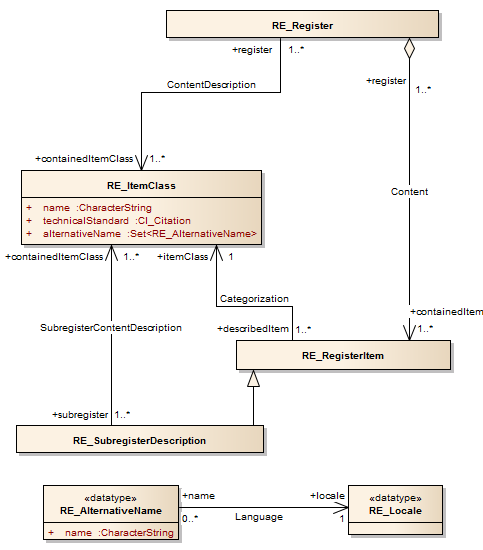 RE_Register
+register 1..*
+register
1..*
ContentDescription
+containedItemClass 1..*
RE_ItemClass
+ name :CharacterString
+ technicalStandard :CI_Citation
+ alternativeName :Set<RE_AlternativeName>
Content
+containedItemClass 1..* +itemClass 1
Categorization
+containedItem
SubregisterContentDescription +describedItem 1..* 1..*
RE_RegisterItem
+subregister 1..*
RE_SubregisterDescription
«datatype»
RE_AlternativeName
+ name :CharacterString
+name +locale
0..* Language 1
«datatype»
RE_Locale